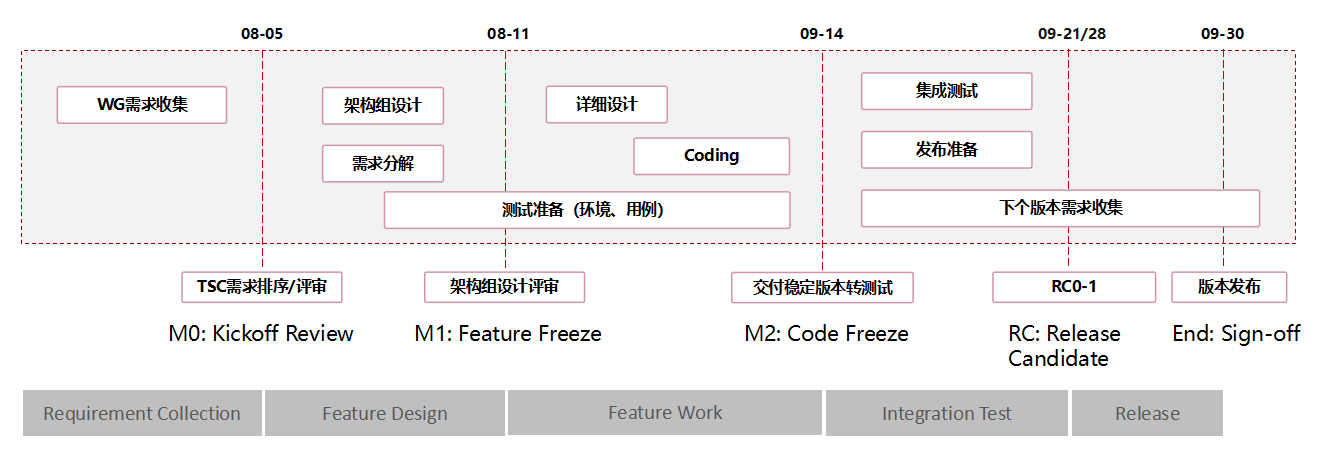 08-05
08-11
09-14
09-21/28
09-30
WG需求收集
架构组设计
详细设计
集成测试
需求分解
Coding
发布准备
测试准备（环境、用例）
下个版本需求收集
TSC需求排序/评审
架构组设计评审
交付稳定版本转测试
RC0-1
版本发布
M0: Kickoff Review
M1: Feature Freeze
M2: Code Freeze
RC: Release
Candidate
End: Sign-off
Requirement Collection
Feature Design
Feature Work
Integration Test
Release